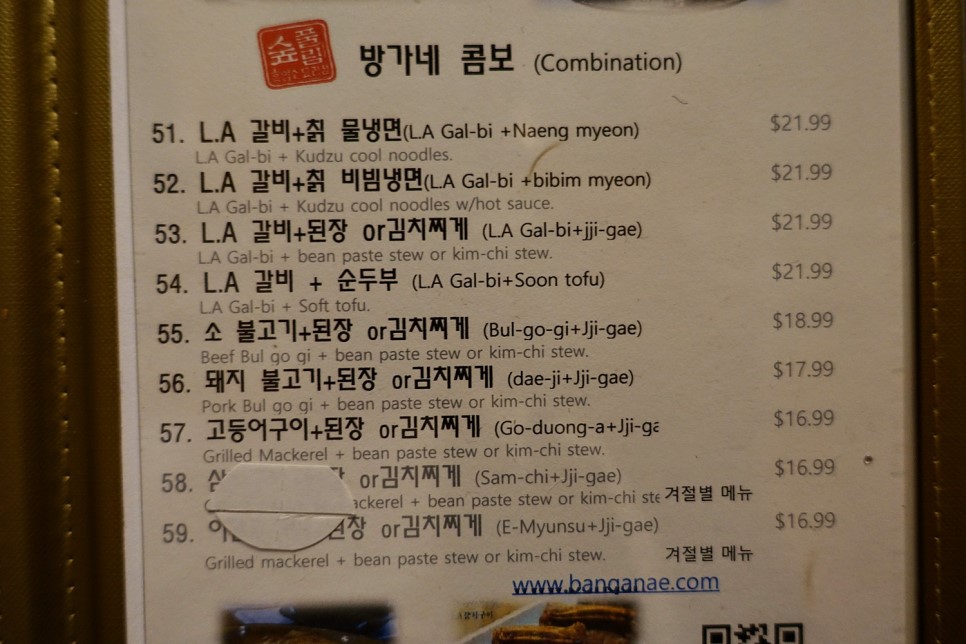 방가네 콤보 (Combination)
51. L.A 갈비+칡 물냉면(L.A Gal-bi +Naeng myeon) $21.99
L.A Gal-bi + Kudzu cool noodles.
52. L.A 갈비+칡 비빔냉면(L.A Gal-bi +bibim myeon) $21.99
L.A Gal-bi + Kudzu cool noodles w/hot sauce.
53. L.A 갈비+된장 or김치찌게 (L.A Gal-bi+jji-gae) $21.99
L.A Gal-bi + bean paste stew or kim-chi stew.
54. L.A 갈비 + 순두부 (L.A Gal-bi+Soon tofu) $21.99
L.A Gal-bi + Soft tofu.
55. 소 불고기+된장 or김치찌게 (Bul-go-gi+Jji-gae) $18.99
Beef Bul go gi + bean paste stew or kim-chi stew.
56. 돼지 불고기+된장 or김치찌게 (dae-ji+Jji-gae) $17.99
Pork Bul go gi + bean paste stew or kim-chi stew.
57. 고등어구이+된장 or김치찌게 (Go-duong-a+Jji-ga $16.99
Grilled Mackerel + bean paste stew or kim-chi stew.
58. or김치찌게 (Sam-chi+Jji-gae) $16.99
+ bean paste stew or kim-chi ste 겨절별 메뉴
59. or김치찌게 (E-Myunsu+Jji-gae) $16.99
Grilled mackerel + bean paste stew or kim-chi stew. 겨절별 메뉴
www.banganae.com